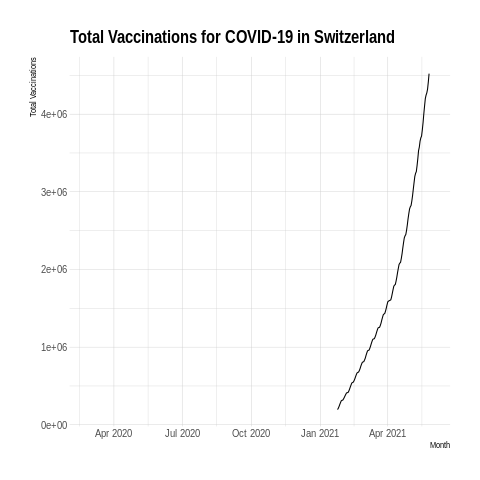 Total Vaccinations for COVID-19 in Switzerland
Total Vaccinations
4e+06
3e+06
2e+06
1e+06
0e+00
Apr 2020 Jul 2020 Oct 2020 Jan 2021 Apr 2021
Month